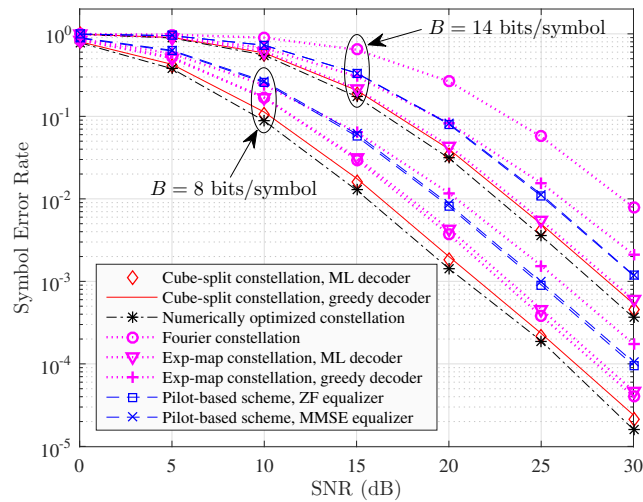 B = 14 bits/symbol
10^0
10^-1
10^-2
10^-3
10^-4
10^-5
Symbol Error Rate
B = 8 bits/symbol
Cube-split constellation, ML decoder
Cube-split constellation, greedy decoder
Numerically optimized constellation
Fourier constellation
Exp-map constellation, ML decoder
Exp-map constellation, greedy decoder
Pilot-based scheme, ZF equalizer
Pilot-based scheme, MMSE equalizer
0 5 10 15 20 25 30
SNR (dB)